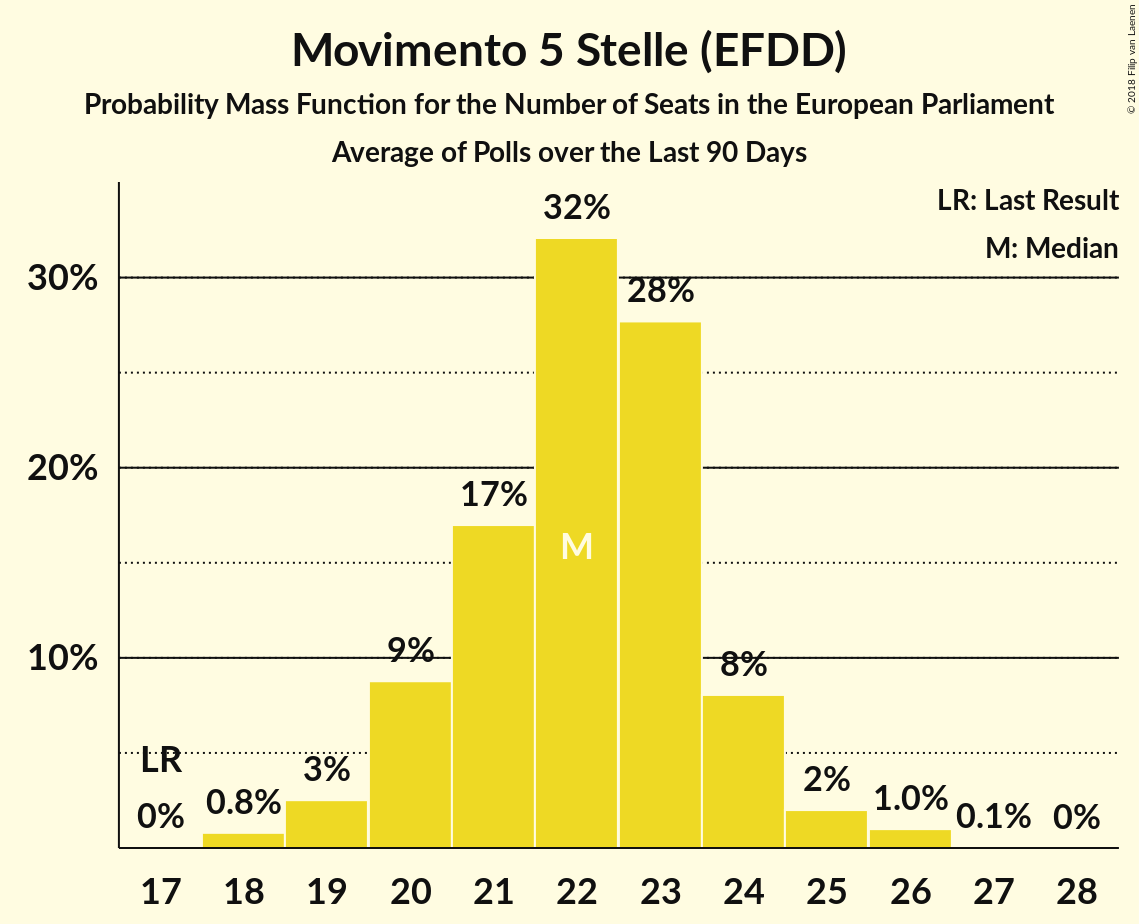 Movimento 5 Stelle (EFDD)
Probability Mass Function for the Number of Seats in the European Parliament
Average of Polls over the Last 90 Days
© 2018 Filip van Laenen
LR: Last Result
M: Median
30%
20%
10%
LR
0%
0.8%
3%
9%
17%
32%
M
28%
8%
2%
1.0%
0.1%
0%
17 18 19 20 21 22 23 24 25 26 27 28